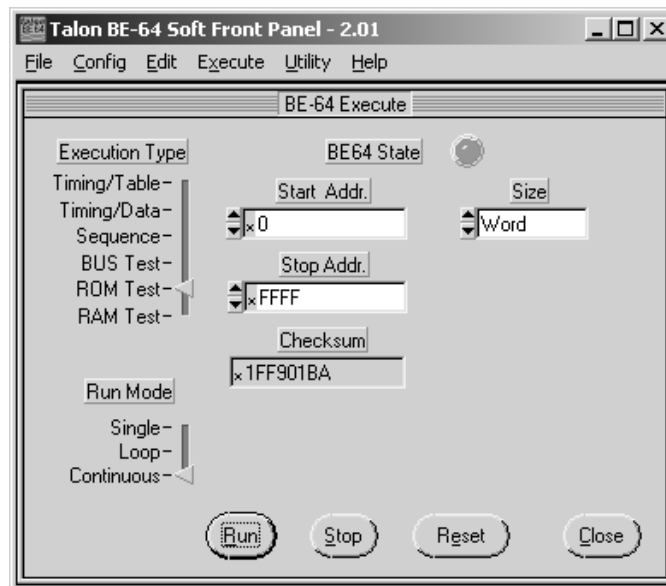 Talon BE-64 Soft Front Panel - 2.01
File Config Edit Execute Utility Help
BE-64 Execute
Execution Type
Timing/Table
Timing/Data
Sequence
BUS Test
ROM Test
RAM Test
Run Mode
Single
Loop
Continuous
BE64 State
Start Addr.
x0
Size
Word
Stop Addr.
xFFFF
Checksum
x1FF901BA
Run Stop Reset Close